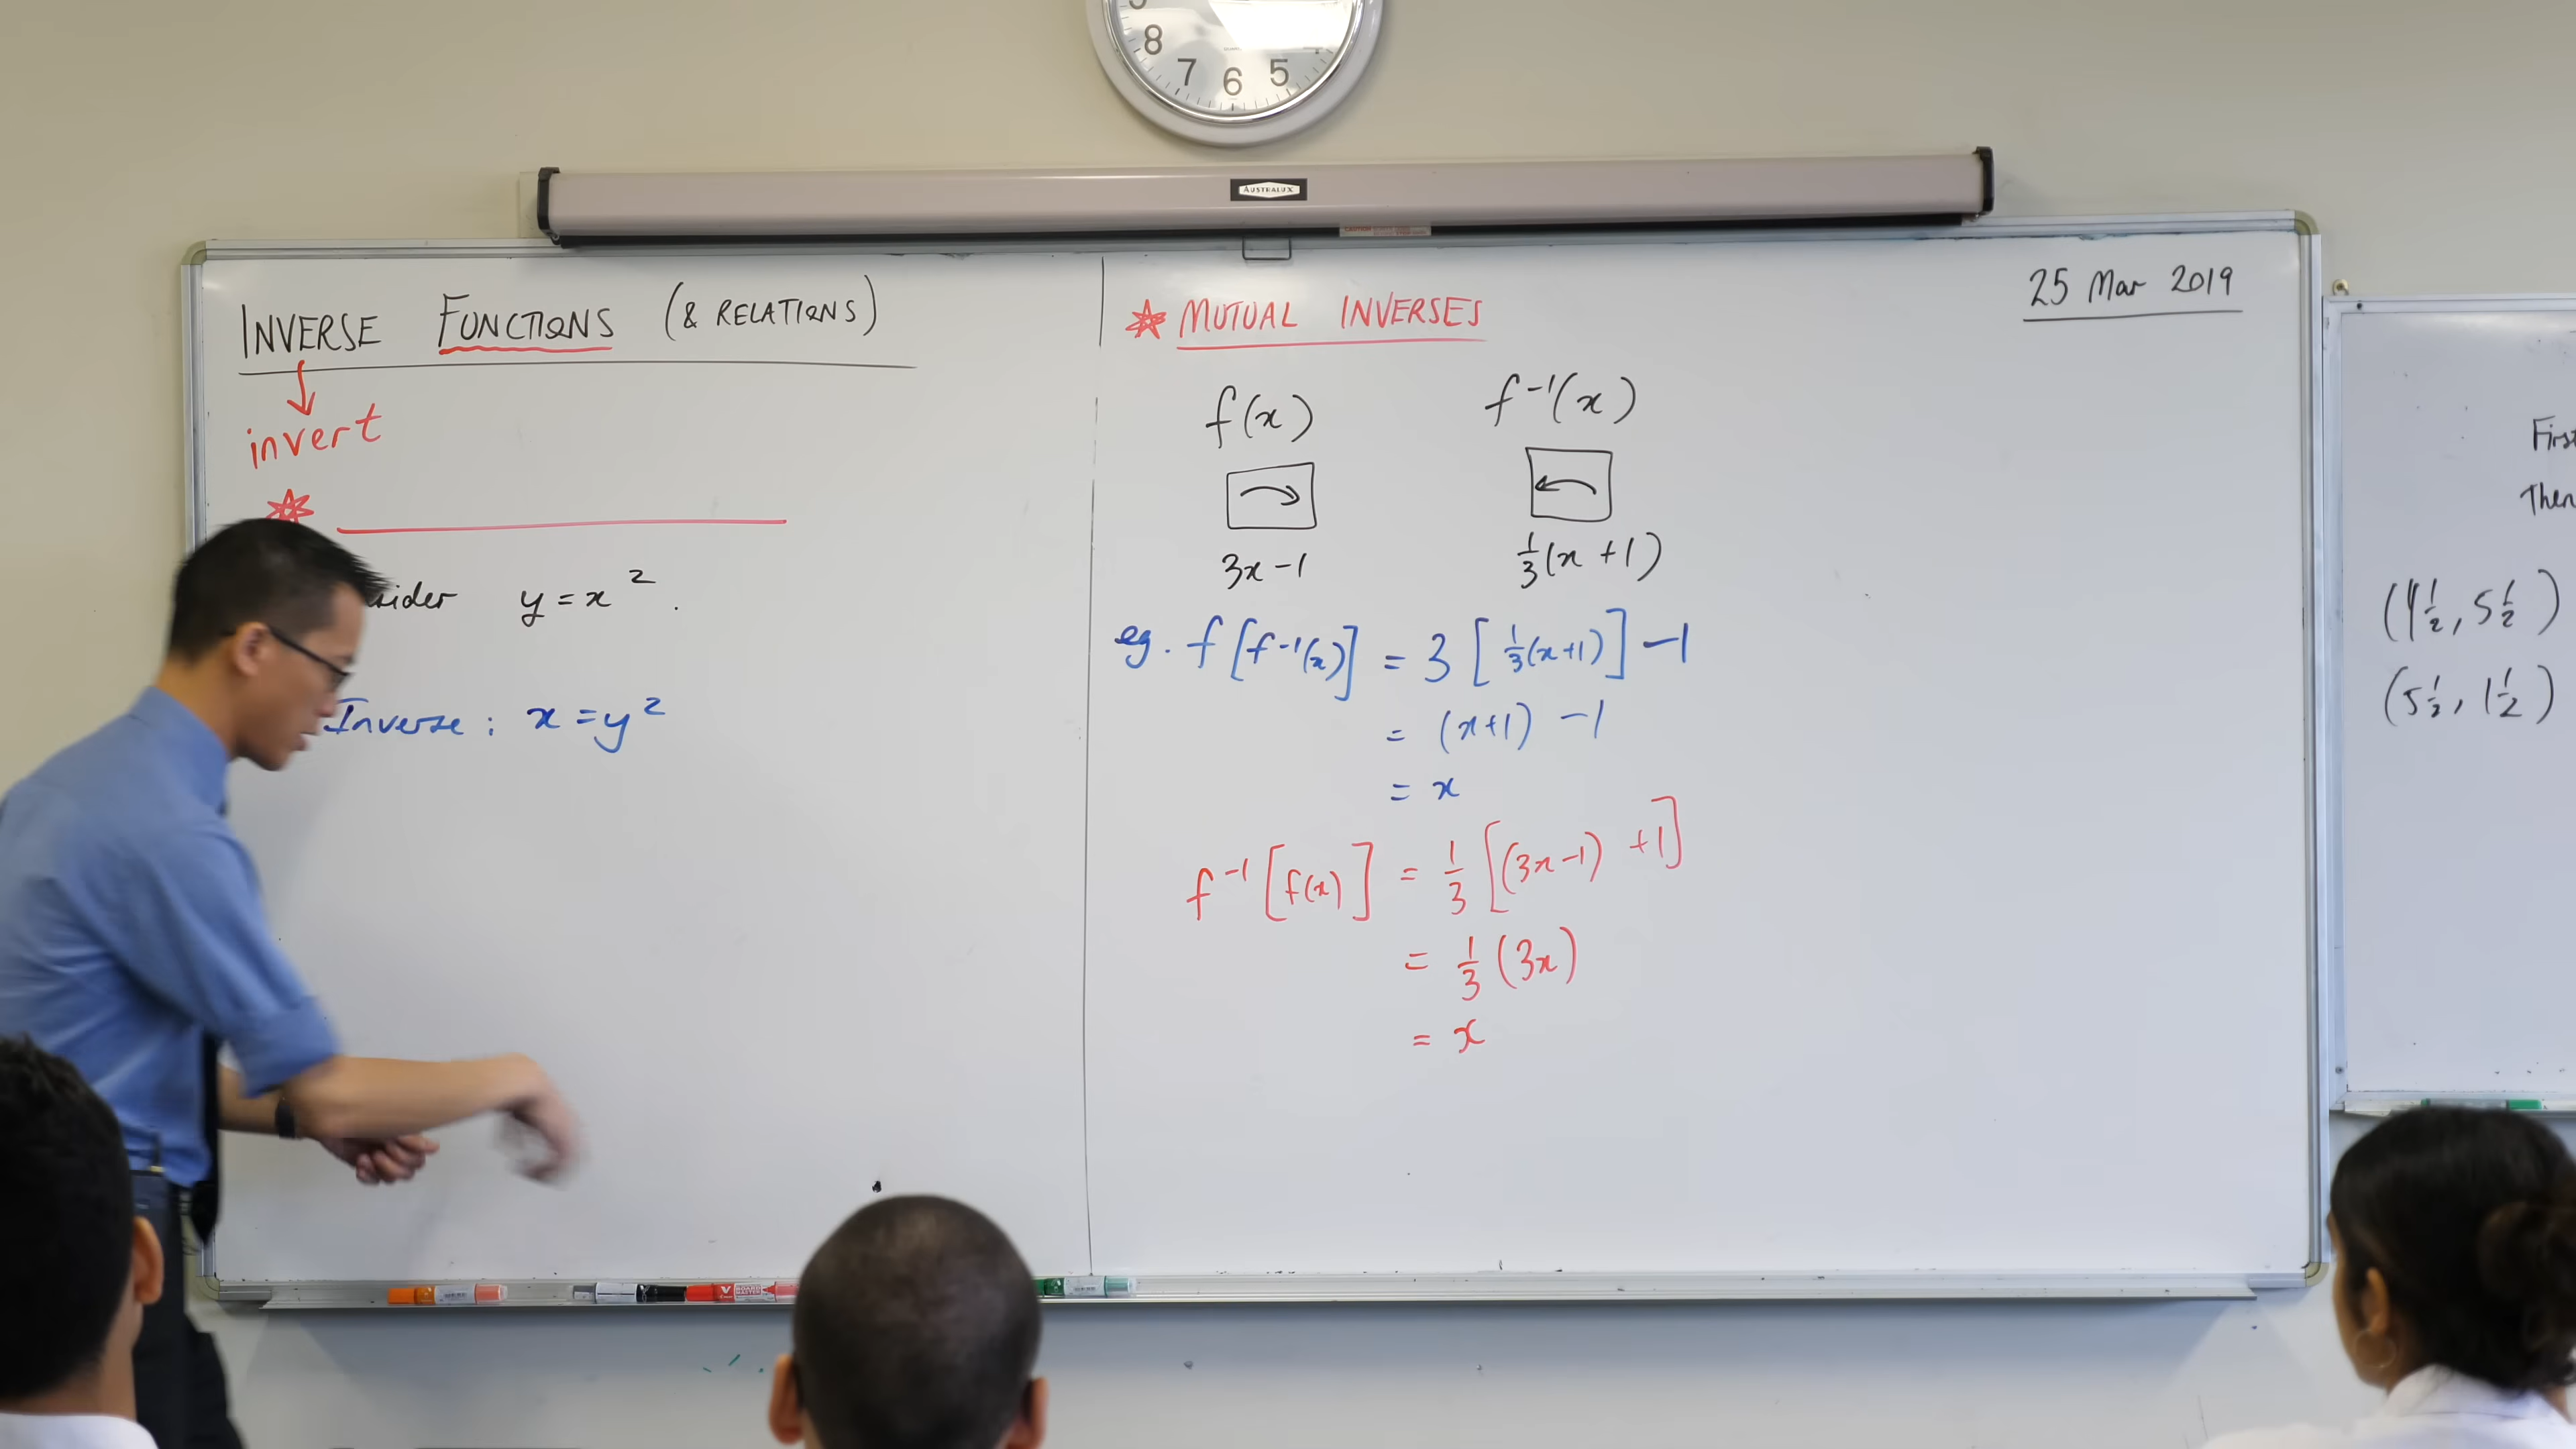 8 7 6 5
AUSTRALUX
INVERSE FUNCTIONS (& RELATIONS)
invert
y = x².
Inverse : x = y²
25 Mar 2019
MUTUAL INVERSES
f(x) f⁻¹(x)
3x - 1 ⅓(x + 1)
eg. f[f⁻¹(x)] = 3[⅓(x+1)] - 1
= (x+1) - 1
= x
f⁻¹[f(x)] = ⅓[(3x-1) +1]
= ⅓(3x)
= x
Then
5½)
(5½, 1½)